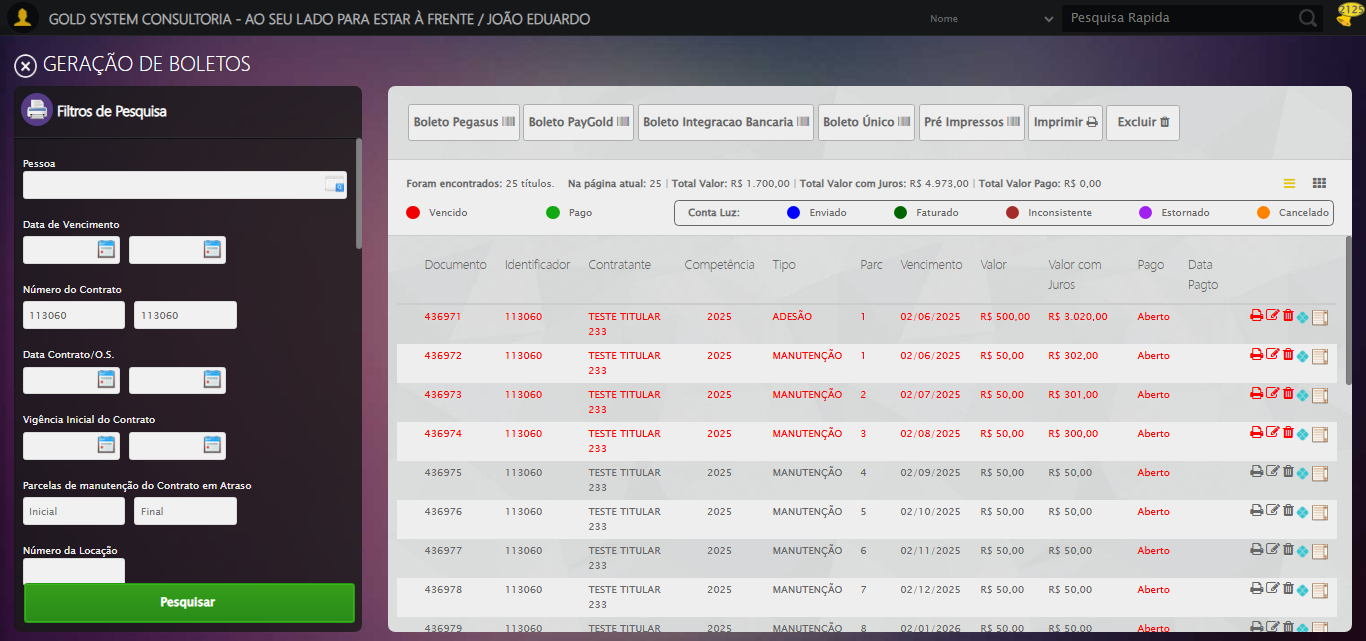 GOLD SYSTEM CONSULTORIA - AO SEU LADO PARA ESTAR À FRENTE / JOÃO EDUARDO
Nome
Pesquisa Rapida
2125
GERAÇÃO DE BOLETOS
Filtros de Pesquisa
Pessoa
Data de Vencimento
Número do Contrato
113060 113060
Data Contrato/O.S.
Vigência Inicial do Contrato
Parcelas de manutenção do Contrato em Atraso
Inicial Final
Número da Locação
Pesquisar
Boleto Pegasus Boleto PayGold Boleto Integracao Bancaria Boleto Único Pré Impressos Imprimir Excluir
Foram encontrados: 25 títulos. Na página atual: 25 | Total Valor: R$ 1.700,00 | Total Valor com Juros: R$ 4.973,00 | Total Valor Pago: R$ 0,00
Vencido Pago Conta Luz: Enviado Faturado Inconsistente Estornado Cancelado
Documento Identificador Contratante Competência Tipo Parc Vencimento Valor Valor com Pago Data
Juros Pagto
436971 113060 TESTE TITULAR 2025 ADESÃO 1 02/06/2025 R$ 500,00 R$ 3.020,00 Aberto
233
436972 113060 TESTE TITULAR 2025 MANUTENÇÃO 1 02/06/2025 R$ 50,00 R$ 302,00 Aberto
233
436973 113060 TESTE TITULAR 2025 MANUTENÇÃO 2 02/07/2025 R$ 50,00 R$ 301,00 Aberto
233
436974 113060 TESTE TITULAR 2025 MANUTENÇÃO 3 02/08/2025 R$ 50,00 R$ 300,00 Aberto
233
436975 113060 TESTE TITULAR 2025 MANUTENÇÃO 4 02/09/2025 R$ 50,00 R$ 50,00 Aberto
233
436976 113060 TESTE TITULAR 2025 MANUTENÇÃO 5 02/10/2025 R$ 50,00 R$ 50,00 Aberto
233
436977 113060 TESTE TITULAR 2025 MANUTENÇÃO 6 02/11/2025 R$ 50,00 R$ 50,00 Aberto
233
436978 113060 TESTE TITULAR 2025 MANUTENÇÃO 7 02/12/2025 R$ 50,00 R$ 50,00 Aberto
233
436979 113060 TESTE TITULAR 2025 MANUTENÇÃO 8 02/01/2026 R$ 50,00 R$ 50,00 Aberto